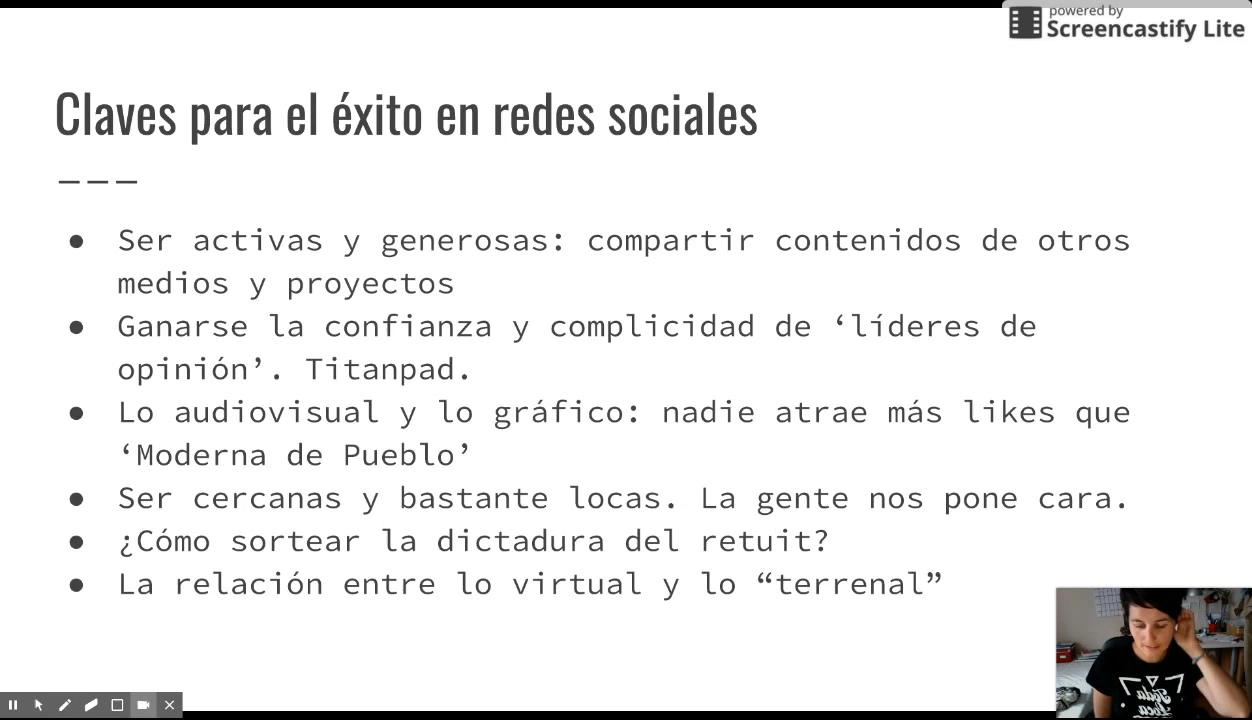 powered by
Screencastify Lite
Claves para el éxito en redes sociales
———
● Ser activas y generosas: compartir contenidos de otros
medios y proyectos
● Ganarse la confianza y complicidad de ‘líderes de
opinión’. Titanpad.
● Lo audiovisual y lo gráfico: nadie atrae más likes que
‘Moderna de Pueblo’
● Ser cercanas y bastante locas. La gente nos pone cara.
● ¿Cómo sortear la dictadura del retuit?
● La relación entre lo virtual y lo “terrenal”
Toda
Loca